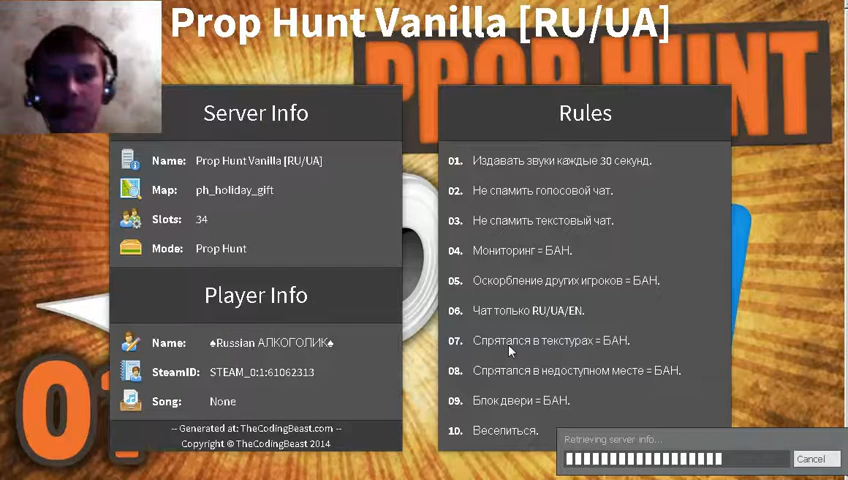 Prop Hunt Vanilla [RU/UA]
PROP HUNT
Server Info
Name: Prop Hunt Vanilla [RU/UA]
Map: ph_holiday_gift
Slots: 34
Mode: Prop Hunt
Player Info
Name: ♠Russian АЛКОГОЛИК♠
SteamID: STEAM_0:1:61062313
Song: None
-- Generated at: TheCodingBeast.com --
Copyright © TheCodingBeast 2014
Rules
01. Издавать звуки каждые 30 секунд.
02. Не спамить голосовой чат.
03. Не спамить текстовый чат.
04. Мониторинг = БАН.
05. Оскорбление других игроков = БАН.
06. Чат только RU/UA/EN.
07. Спрятался в текстурах = БАН.
08. Спрятался в недоступном месте = БАН.
09. Блок двери = БАН.
10. Веселиться.
Retrieving server info...
Cancel